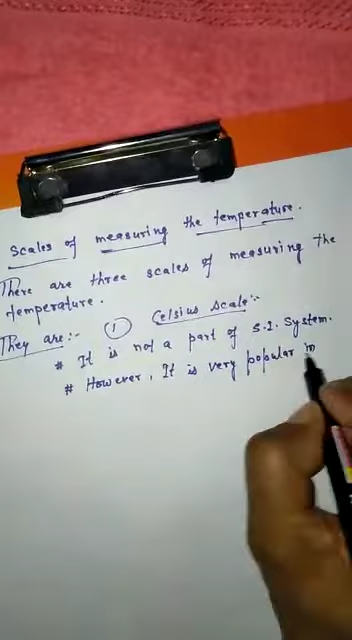 Scales of measuring the temperature.
There are three scales of measuring the
temperature.
They are:- ① Celsius scale:-
# It is not a part of S.I. System.
# However, It is very popular in